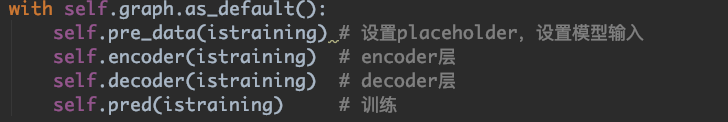 with self.graph.as_default():
self.pre_data(istraining) # 设置placeholder，设置模型输入
self.encoder(istraining) # encoder层
self.decoder(istraining) # decoder层
self.pred(istraining) # 训练